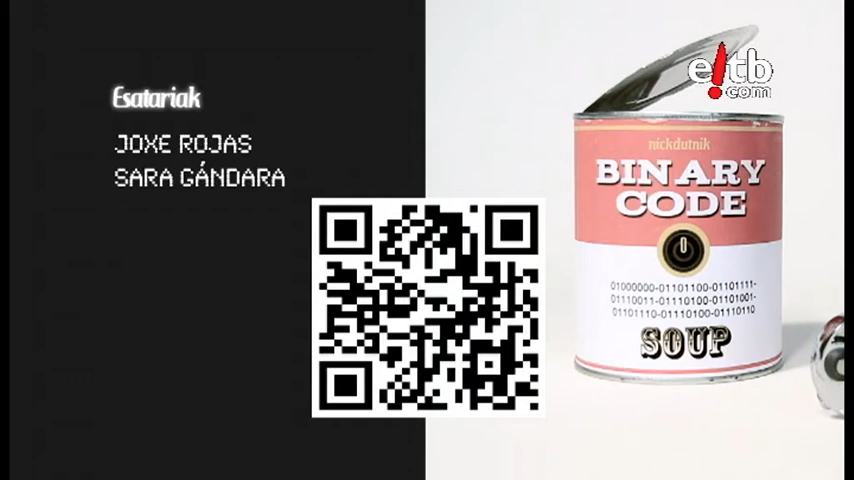 Esatariak
JOXE ROJAS
SARA GÁNDARA
eitb
.com
nickdutnik
BINARY
CODE
01000000-01101100-01101111-
01110011-01110100-01101001-
01101110-01110100-01110110
SOUP